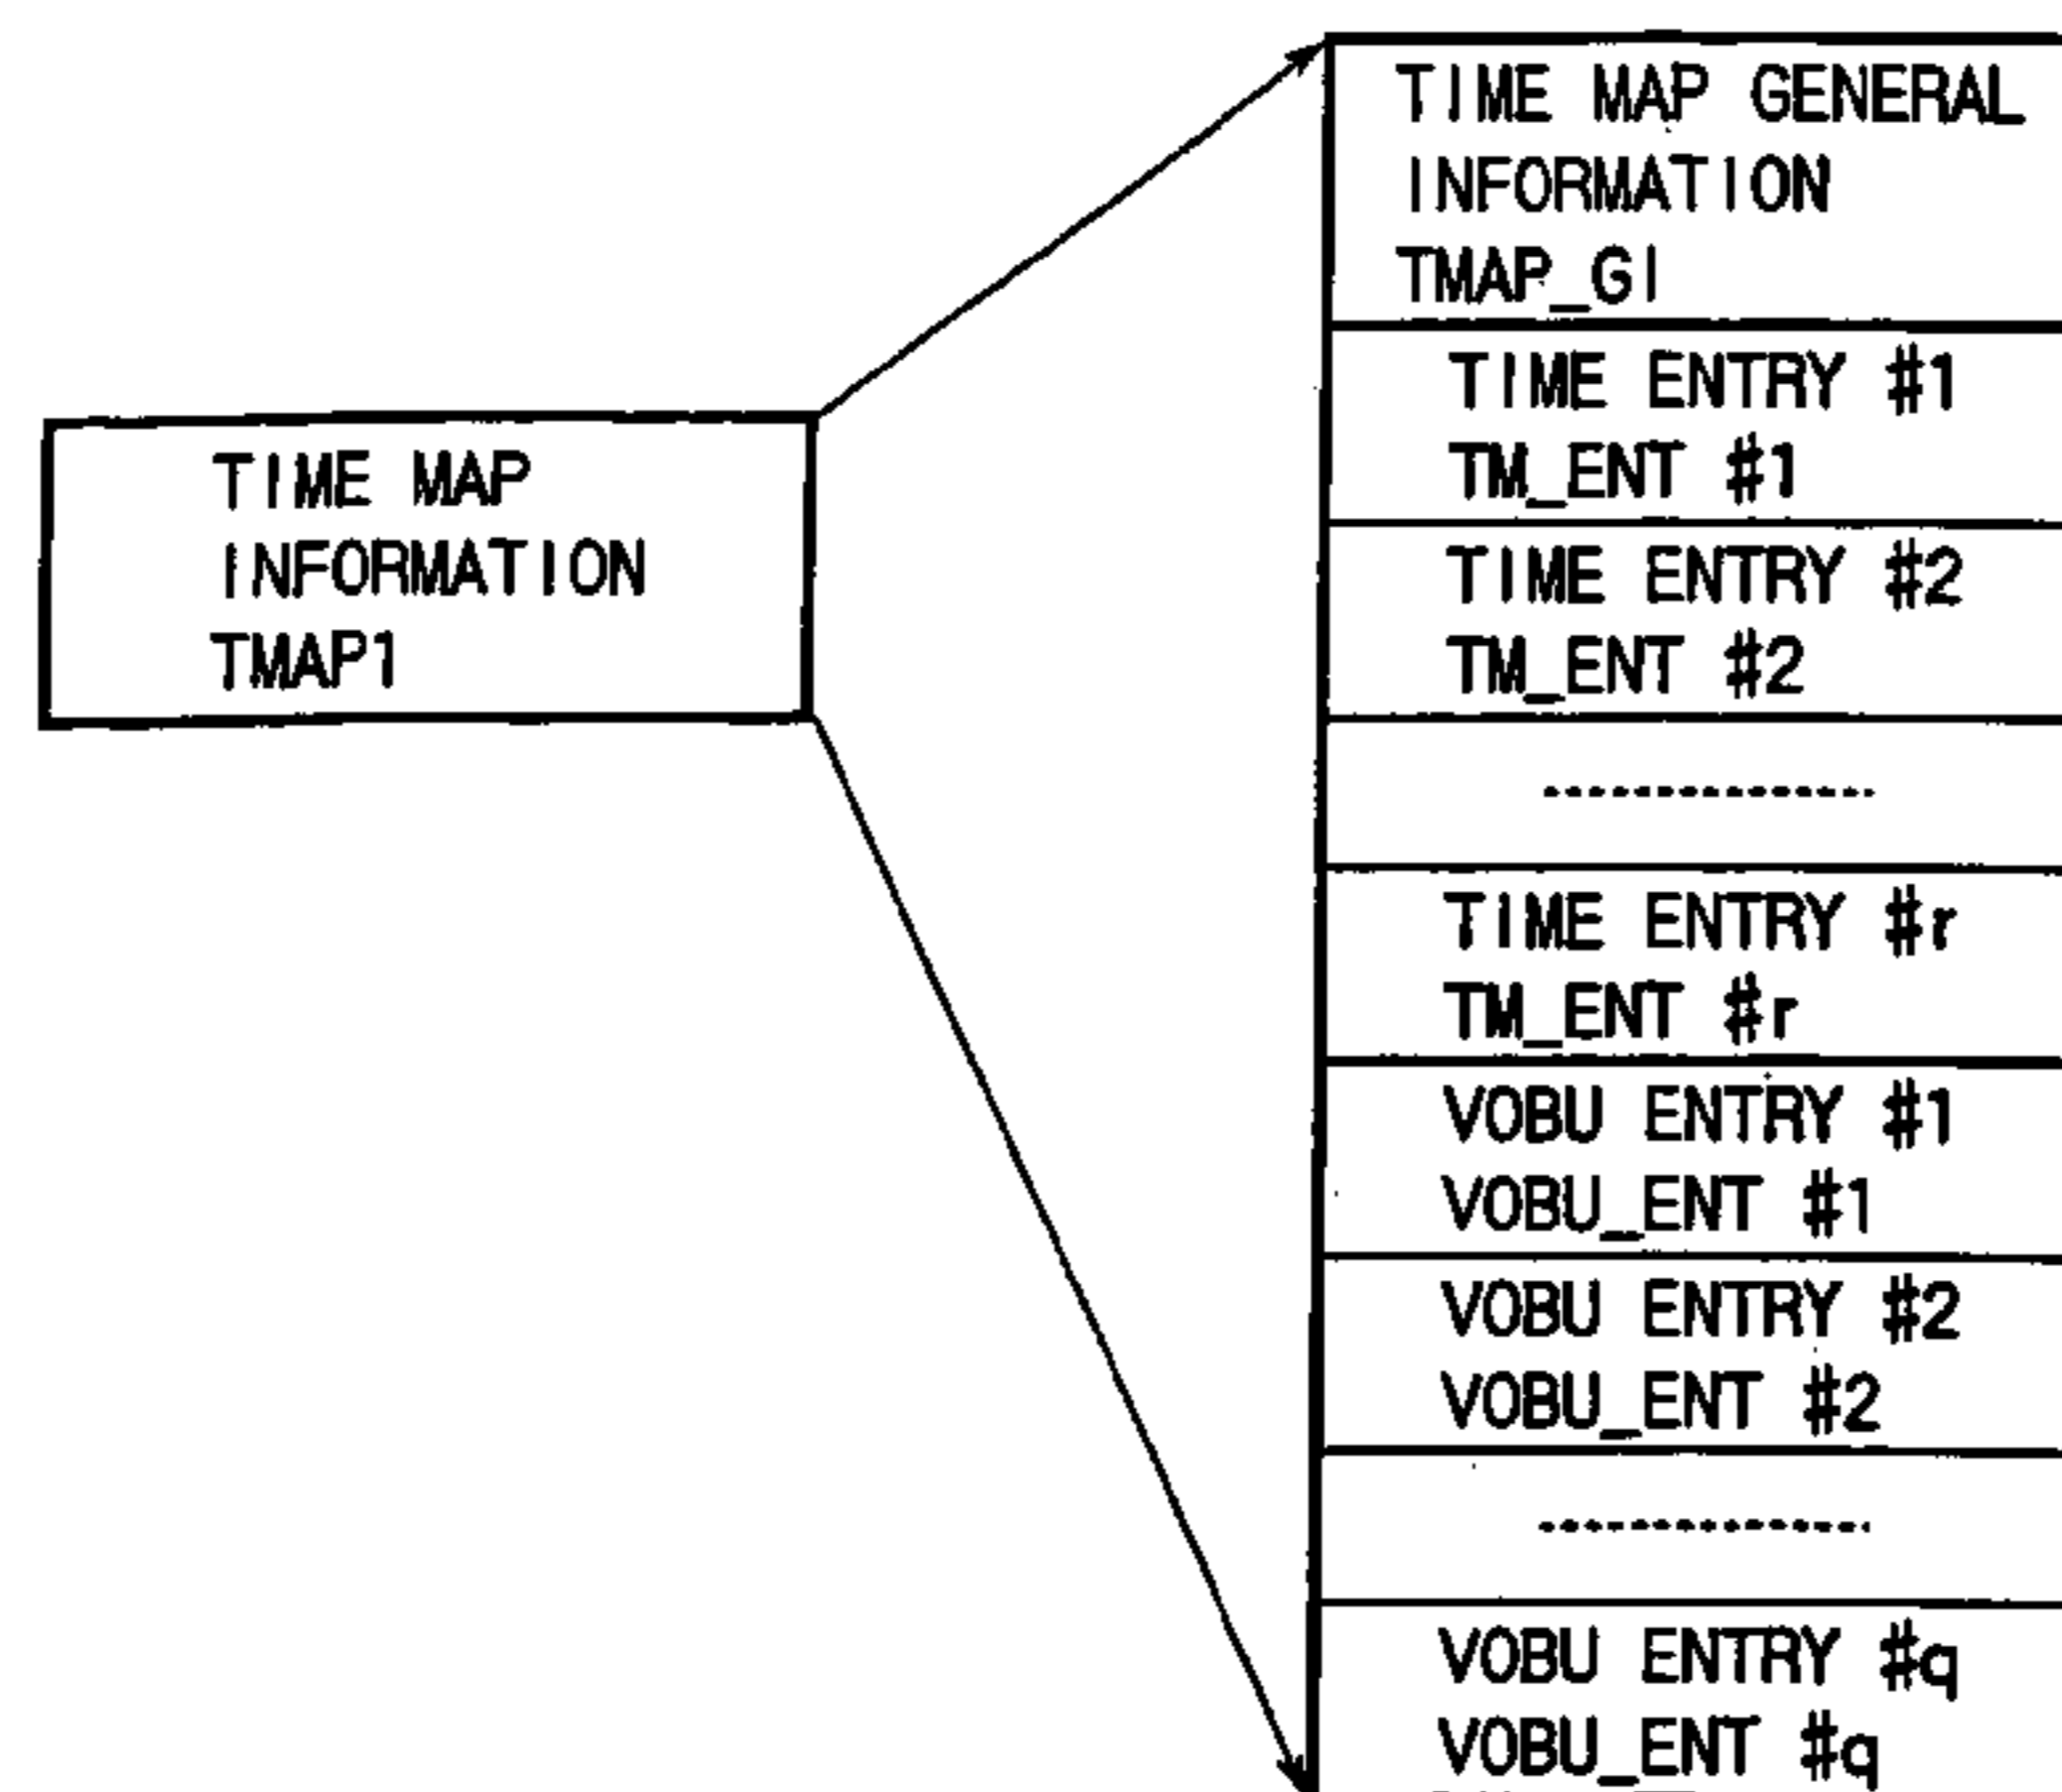 TIME MAP
INFORMATION
TMAP1
TIME MAP GENERAL
INFORMATION
TMAP_GI
TIME ENTRY #1
TM_ENT #1
TIME ENTRY #2
TM_ENT #2
TIME ENTRY #r
TM_ENT #r
VOBU ENTRY #1
VOBU_ENT #1
VOBU ENTRY #2
VOBU_ENT #2
VOBU ENTRY #q
VOBU_ENT #q